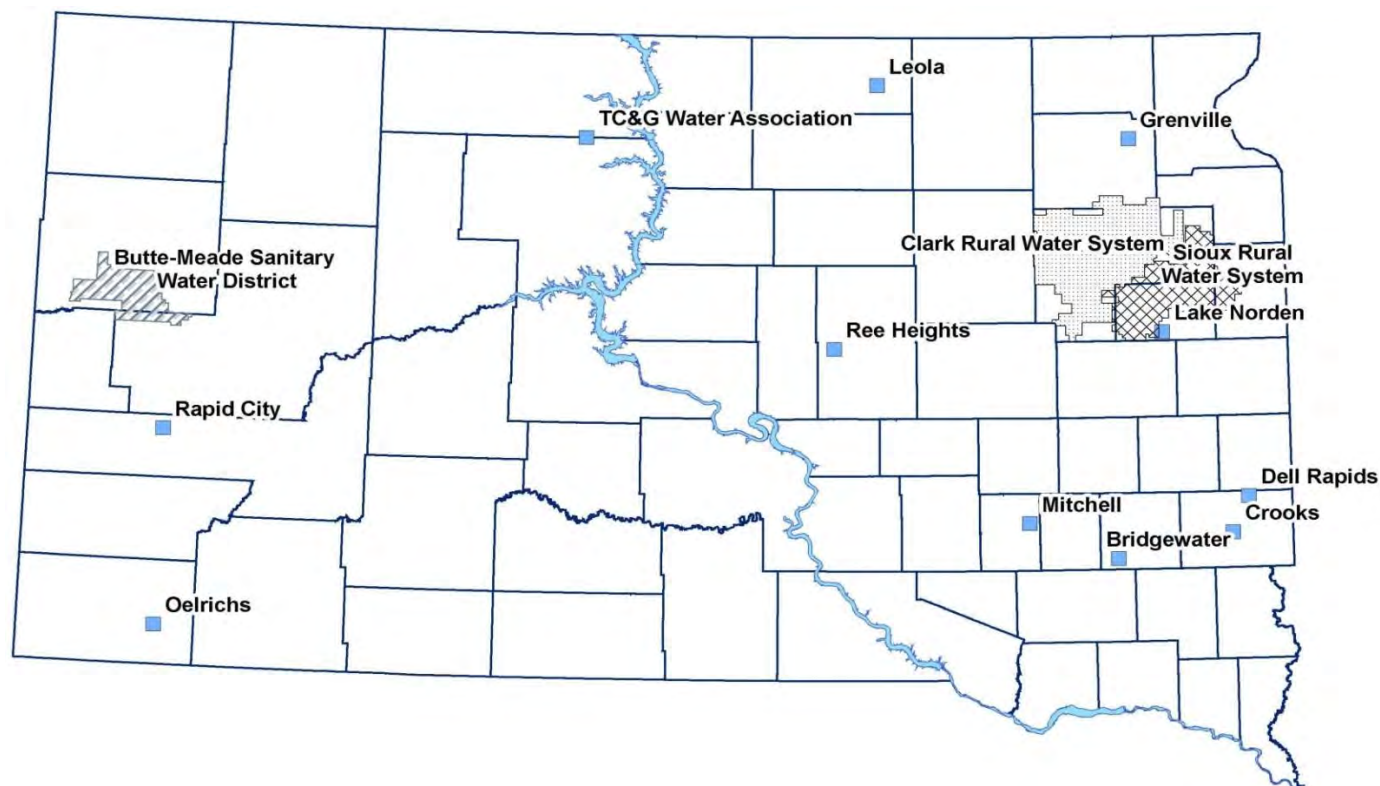 Leola
TC&G Water Association
Grenville
Clark Rural Water System
Sioux Rural
Water System
Butte-Meade Sanitary
Water District
Lake Norden
Ree Heights
Rapid City
Dell Rapids
Mitchell
Crooks
Bridgewater
Oelrichs